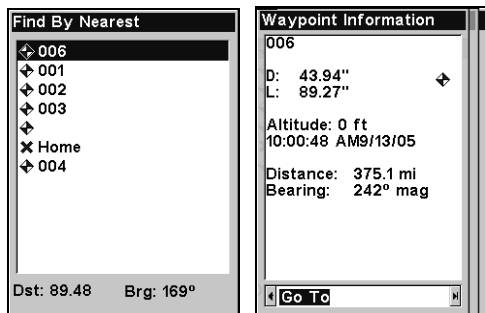 Find By Nearest
006
001
002
003
Home
004
Dst: 89.48 Brg: 169º
Waypoint Information
006
D: 43.94"
L: 89.27"
Altitude: 0 ft
10:00:48 AM9/13/05
Distance: 375.1 mi
Bearing: 242º mag
Go To